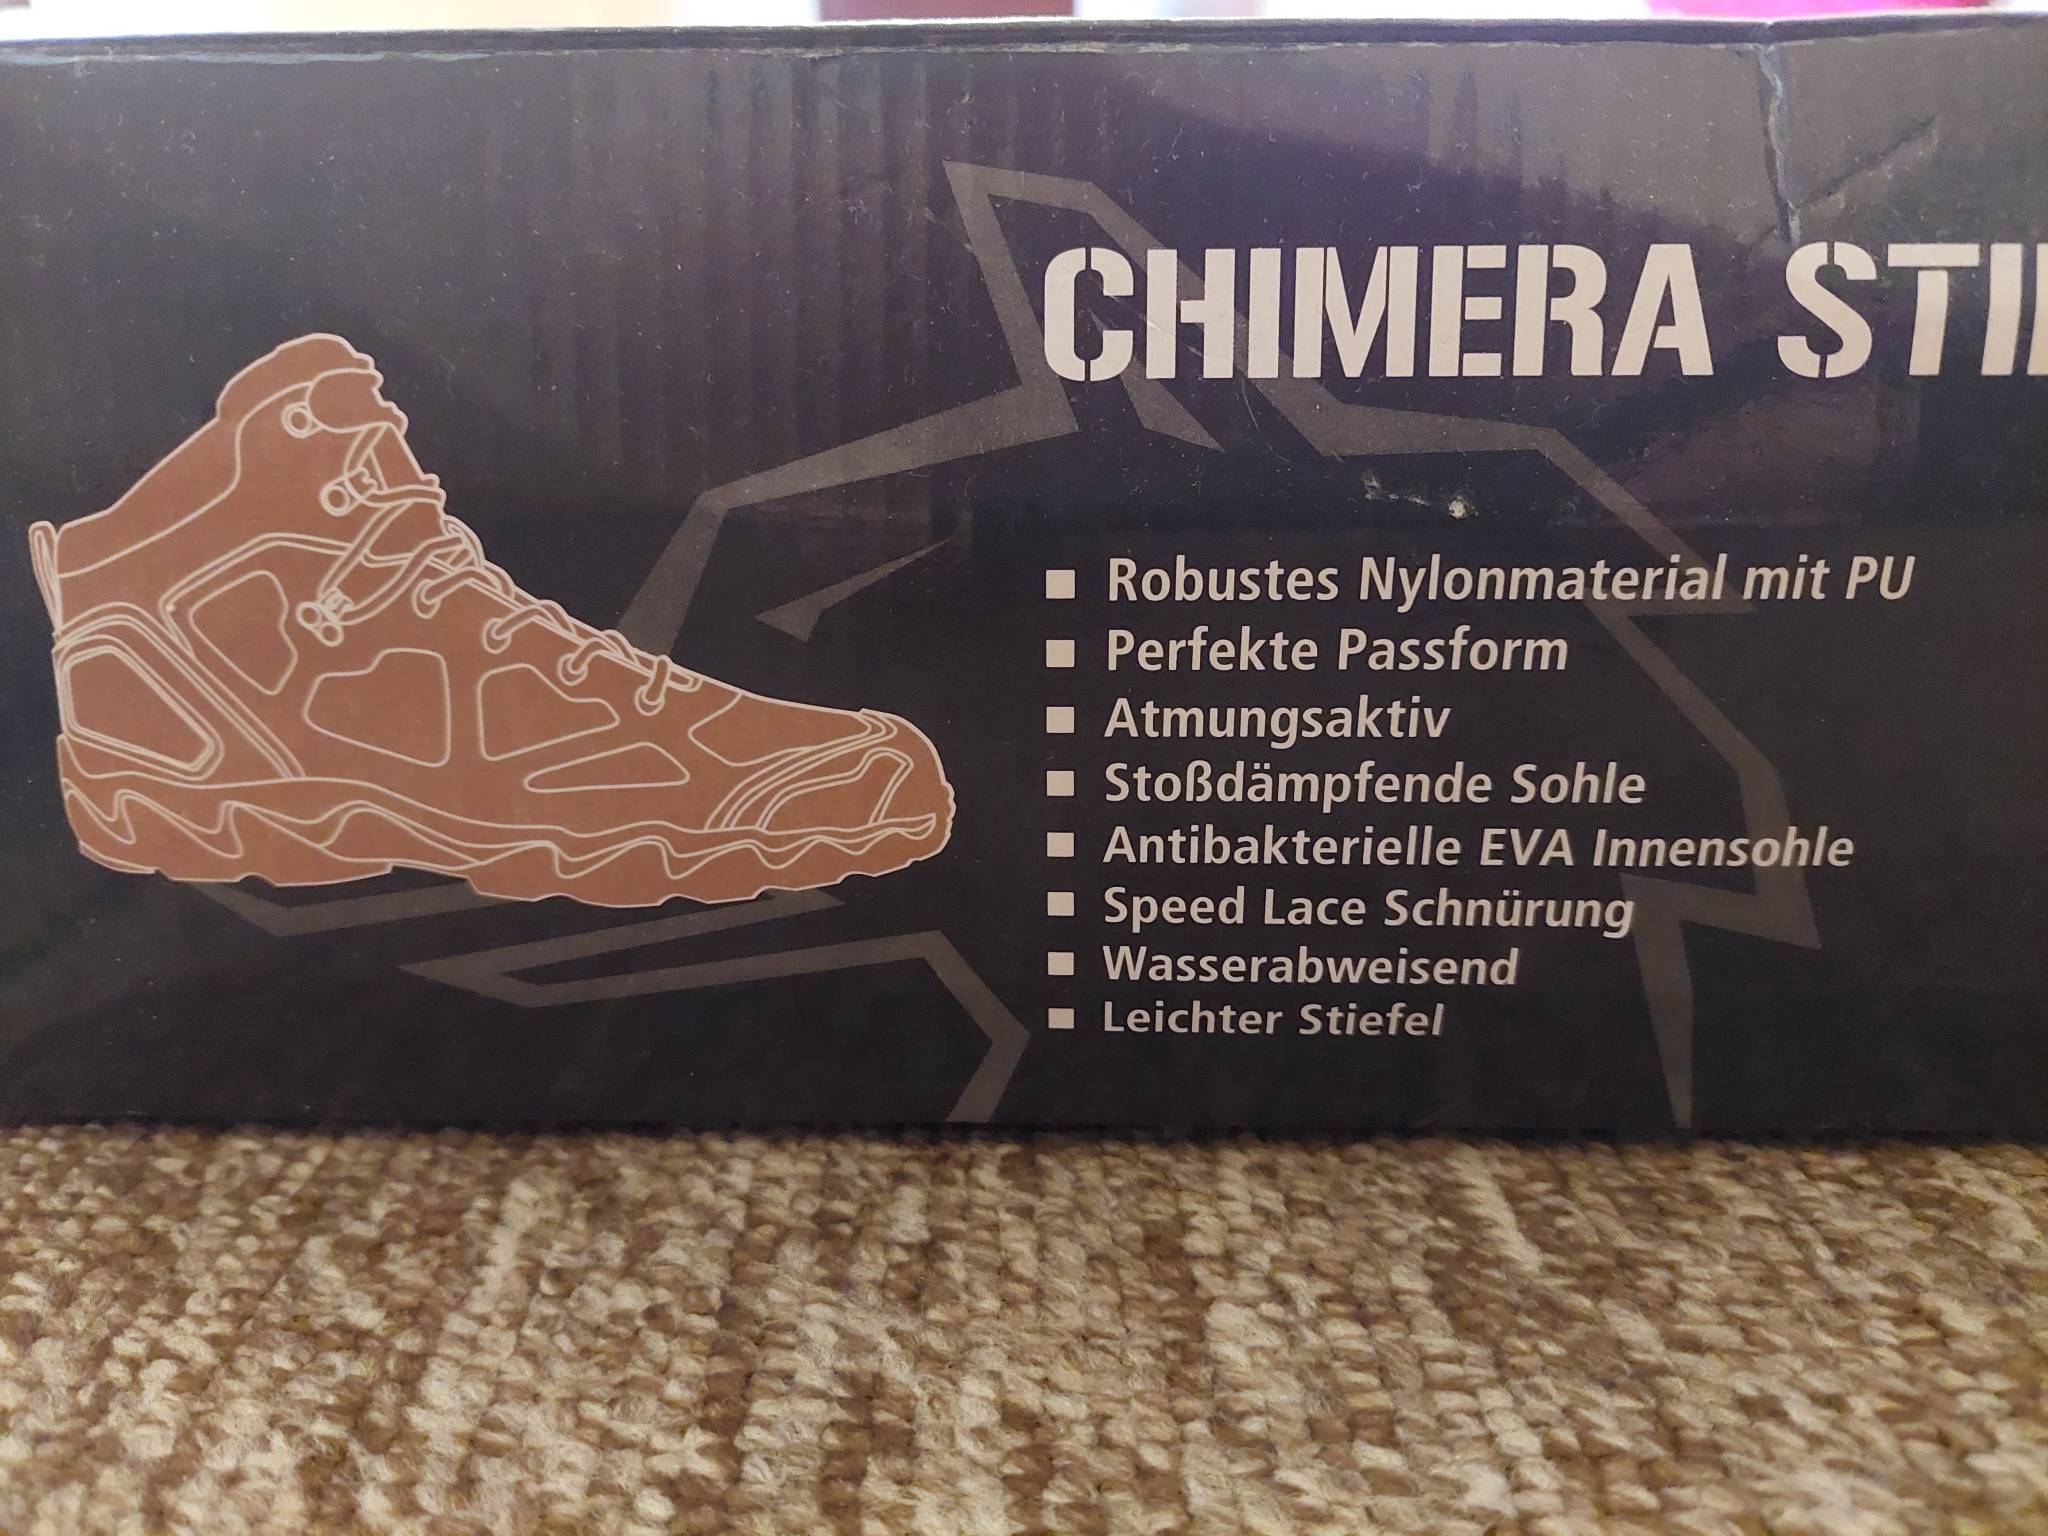 CHIMERA
Robustes Nylonmaterial mit PU
Perfekte Passform
Atmungsaktiv
Stoßdämpfende Sohle
Antibakterielle EVA Innensohle
Speed Lace Schnürung
Wasserabweisend
Leichter Stiefel